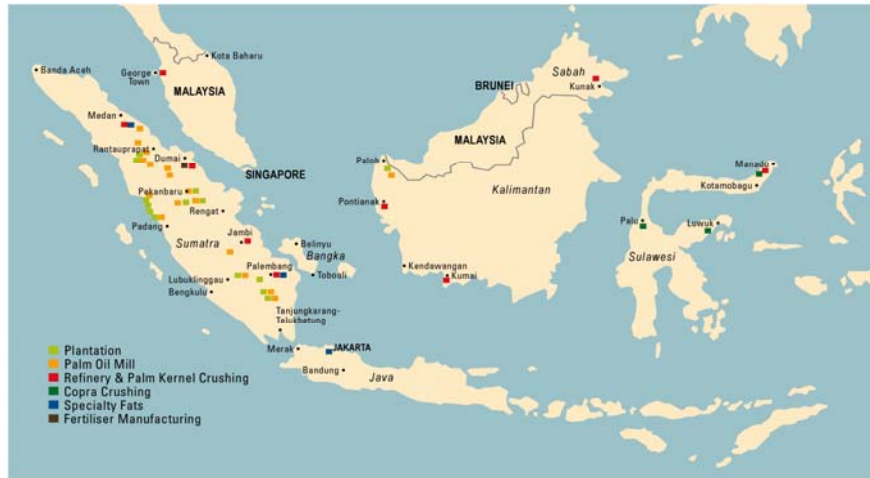 Kota Baharu
Banda Aceh
George
Town
MALAYSIA
Sabah
BRUNEI
Kunak
Medan
MALAYSIA
Rantauprapat
Dumai
Paloh
SINGAPORE
Manado
Kalimantan
Kotamobagu
Pekanbaru
Pontianak
Rengat
Palu
Luwuk
Padang
Jambi
Sumatra
Belinyu
Bangka
Sulawesi
Palembang
Kendawangan
Kumai
Toboali
Lubuklinggau
Bengkulu
Tanjungkarang-
Telukbetung
Merak
JAKARTA
Bandung
Java
Plantation
Palm Oil Mill
Refinery & Palm Kernel Crushing
Copra Crushing
Specialty Fats
Fertiliser Manufacturing